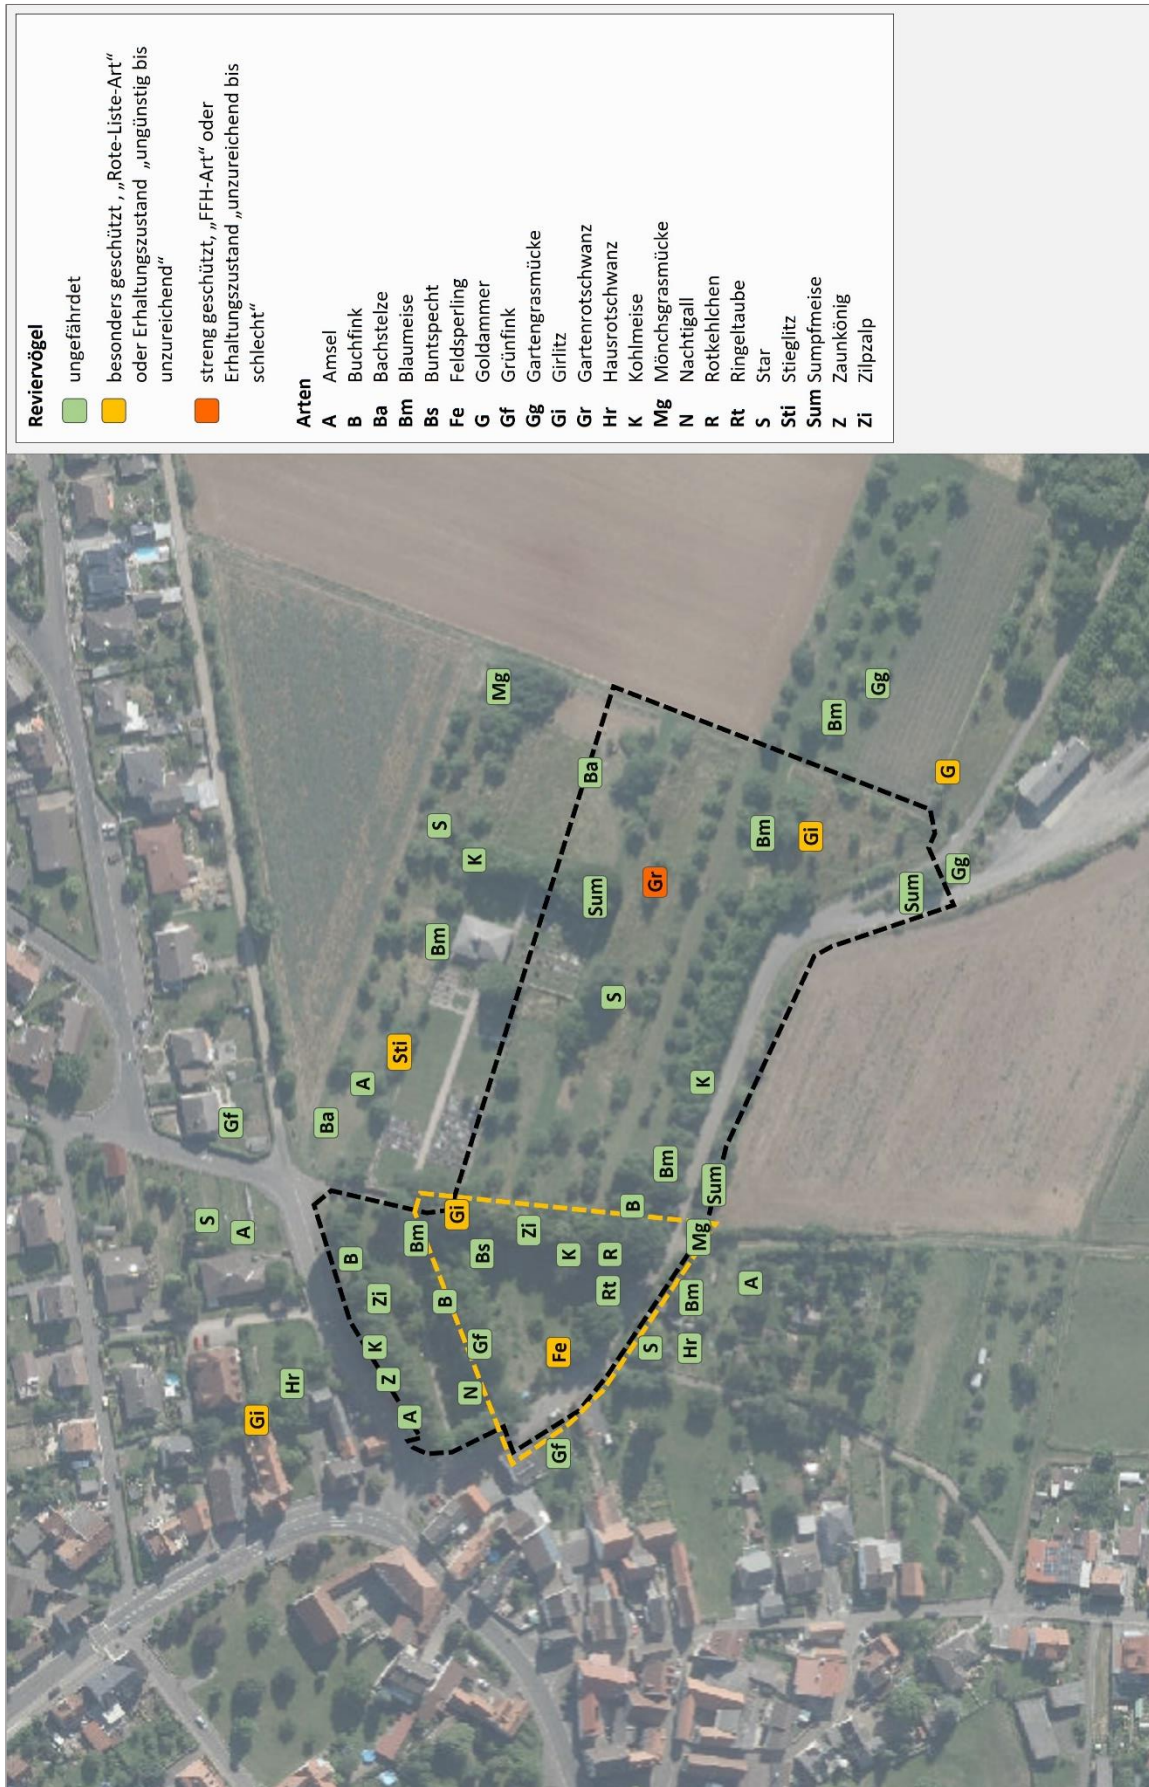 Reviervögel
ungefährdet
besonders geschützt , „Rote-Liste-Art“
oder Erhaltungszustand „ungünstig bis
unzureichend“
streng geschützt, „FFH-Art“ oder
Erhaltungszustand „unzureichend bis
schlecht“
Arten
A Amsel
B Buchfink
Ba Bachstelze
Bm Blaumeise
Bs Buntspecht
Fe Feldsperling
G Goldammer
Gf Grünfink
Gg Gartengrasmücke
Gi Girlitz
Gr Gartenrotschwanz
Hr Hausrotschwanz
K Kohlmeise
Mg Mönchsgrasmücke
N Nachtigall
R Rotkehlchen
Rt Ringeltaube
S Star
Sti Stieglitz
Sum Sumpfmeise
Z Zaunkönig
Zi Zilpzalp
S
Gf
A
Gi
Hr
Ba
B
A
K
Zi
Z
Sti
A
Bm
Bm
S
B
Gi
N
K
Gf
Bs
Mg
Zi
Gf
Fe
K
Ba
Sum
Rt
R
S
B
S
Gr
Bm
Hr
Bm
Mg
K
Sum
A
Bm
Gi
Bm
Gg
Sum
G
Gg